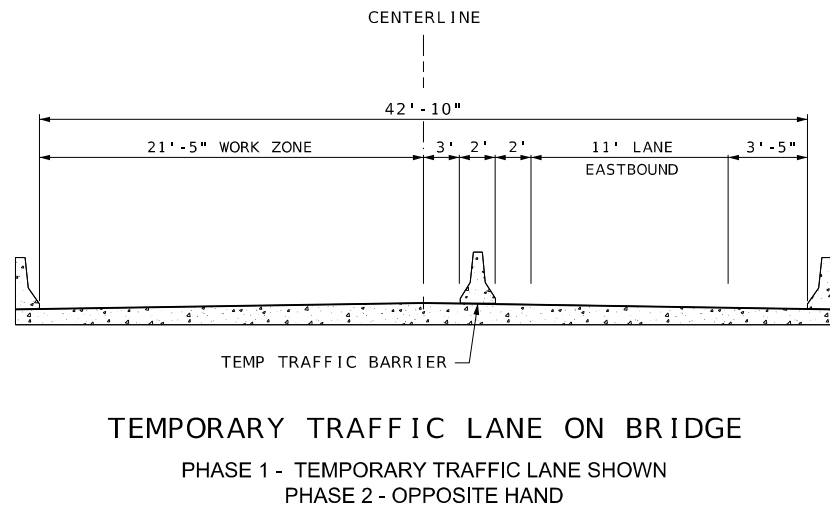 CENTERLINE
42'-10"
21'-5" WORK ZONE 3' 2' 2' 11' LANE 3'-5"
EASTBOUND
TEMP TRAFFIC BARRIER
TEMPORARY TRAFFIC LANE ON BRIDGE
PHASE 1 - TEMPORARY TRAFFIC LANE SHOWN
PHASE 2 - OPPOSITE HAND